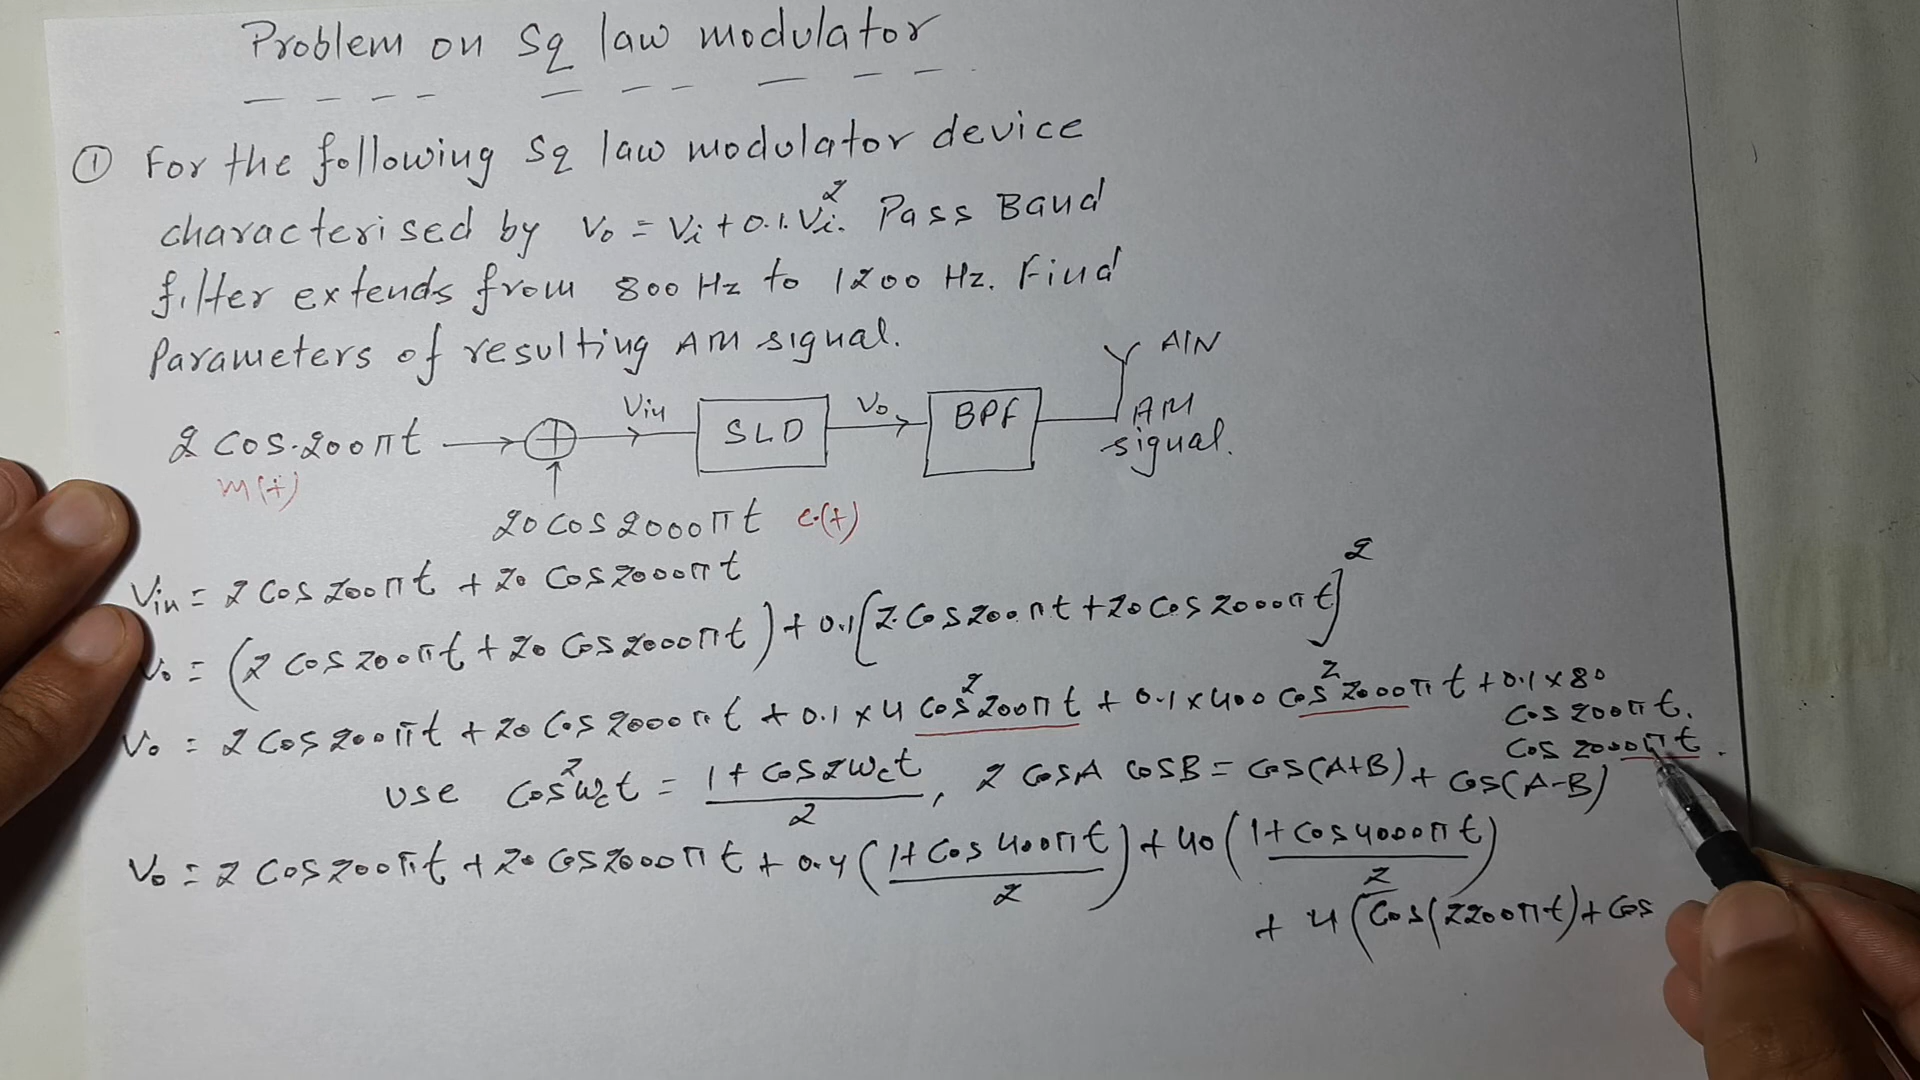 Problem on Sq law modulator
① For the following Sq law modulator device
characterised by V₀ = Vᵢ + 0.1 Vᵢ². Pass Band
filter extends from 800 Hz to 1200 Hz. Find
Parameters of resulting AM signal.
2 cos 200πt
m(t)
Vin
SLD
V₀
BPF
A/N
AM
signal.
20 cos 2000πt c(t)
Vin = 2 cos 200πt + 20 cos 2000πt
V₀ = (2 cos 200πt + 20 cos 2000πt) + 0.1[2.cos 200πt + 20 cos 2000πt]²
V₀ = 2 cos 200πt + 20 cos 2000πt + 0.1 × 4 cos² 200πt + 0.1 × 400 cos² 2000πt + 0.1 × 80
cos 200πt.
cos 2000πt.
use cos²ωct = (1 + cos 2ωct)/2, 2 cosA cosB = cos(A+B) + cos(A-B)
V₀ = 2 cos 200πt + 20 cos 2000πt + 0.4 ((1 + cos 400πt)/2) + 40 ((1 + cos 4000πt)/2)
+ 4 (cos(2200πt) + cos